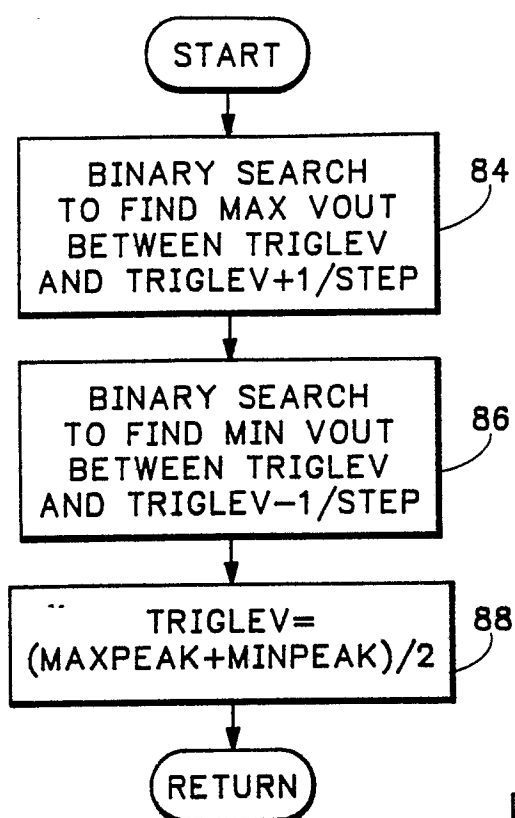 START
BINARY SEARCH
TO FIND MAX VOUT
BETWEEN TRIGLEV
AND TRIGLEV+1/STEP
84
BINARY SEARCH
TO FIND MIN VOUT
BETWEEN TRIGLEV
AND TRIGLEV-1/STEP
86
TRIGLEV=
(MAXPEAK+MINPEAK)/2
88
RETURN